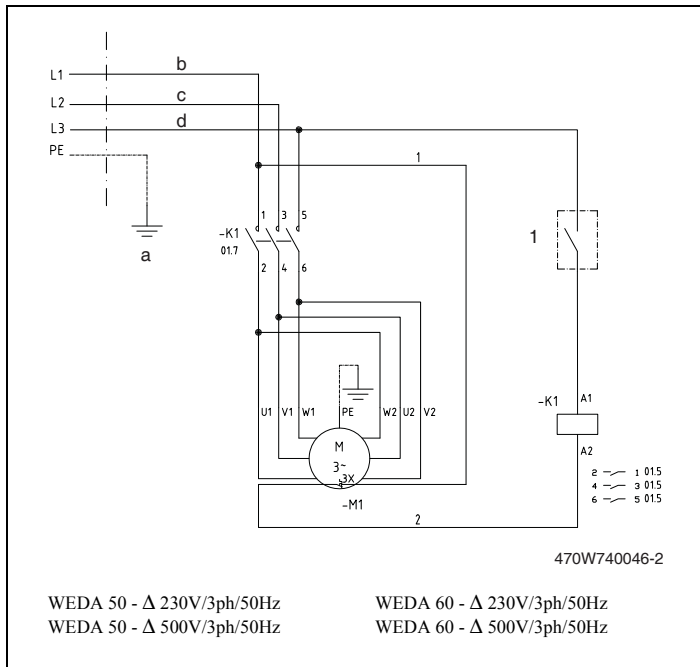 L1
b
L2
c
L3
d
PE
a
1
1 3 5
-K1
01.7
2 4 6
1
U1 V1 W1 PE W2 U2 V2
M
3~
3X
-M1
-K1
A1
A2
2 1 01.5
4 3 01.5
6 5 01.5
2
470W740046-2
WEDA 50 - Δ 230V/3ph/50Hz WEDA 60 - Δ 230V/3ph/50Hz
WEDA 50 - Δ 500V/3ph/50Hz WEDA 60 - Δ 500V/3ph/50Hz